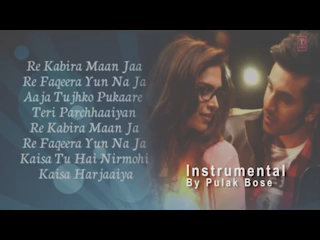 Re Kabira Maan Jaa
Re Faqeera Yun Na Ja
Aaja Tujhko Pukaare
Teri Parchhaaiyan
Re Kabira Maan Ja
Re Faqeera Yun Na Ja
Kaisa Tu Hai Nirmohi
Kaisa Harjaaiya
Instrumental
By Pulak Bose